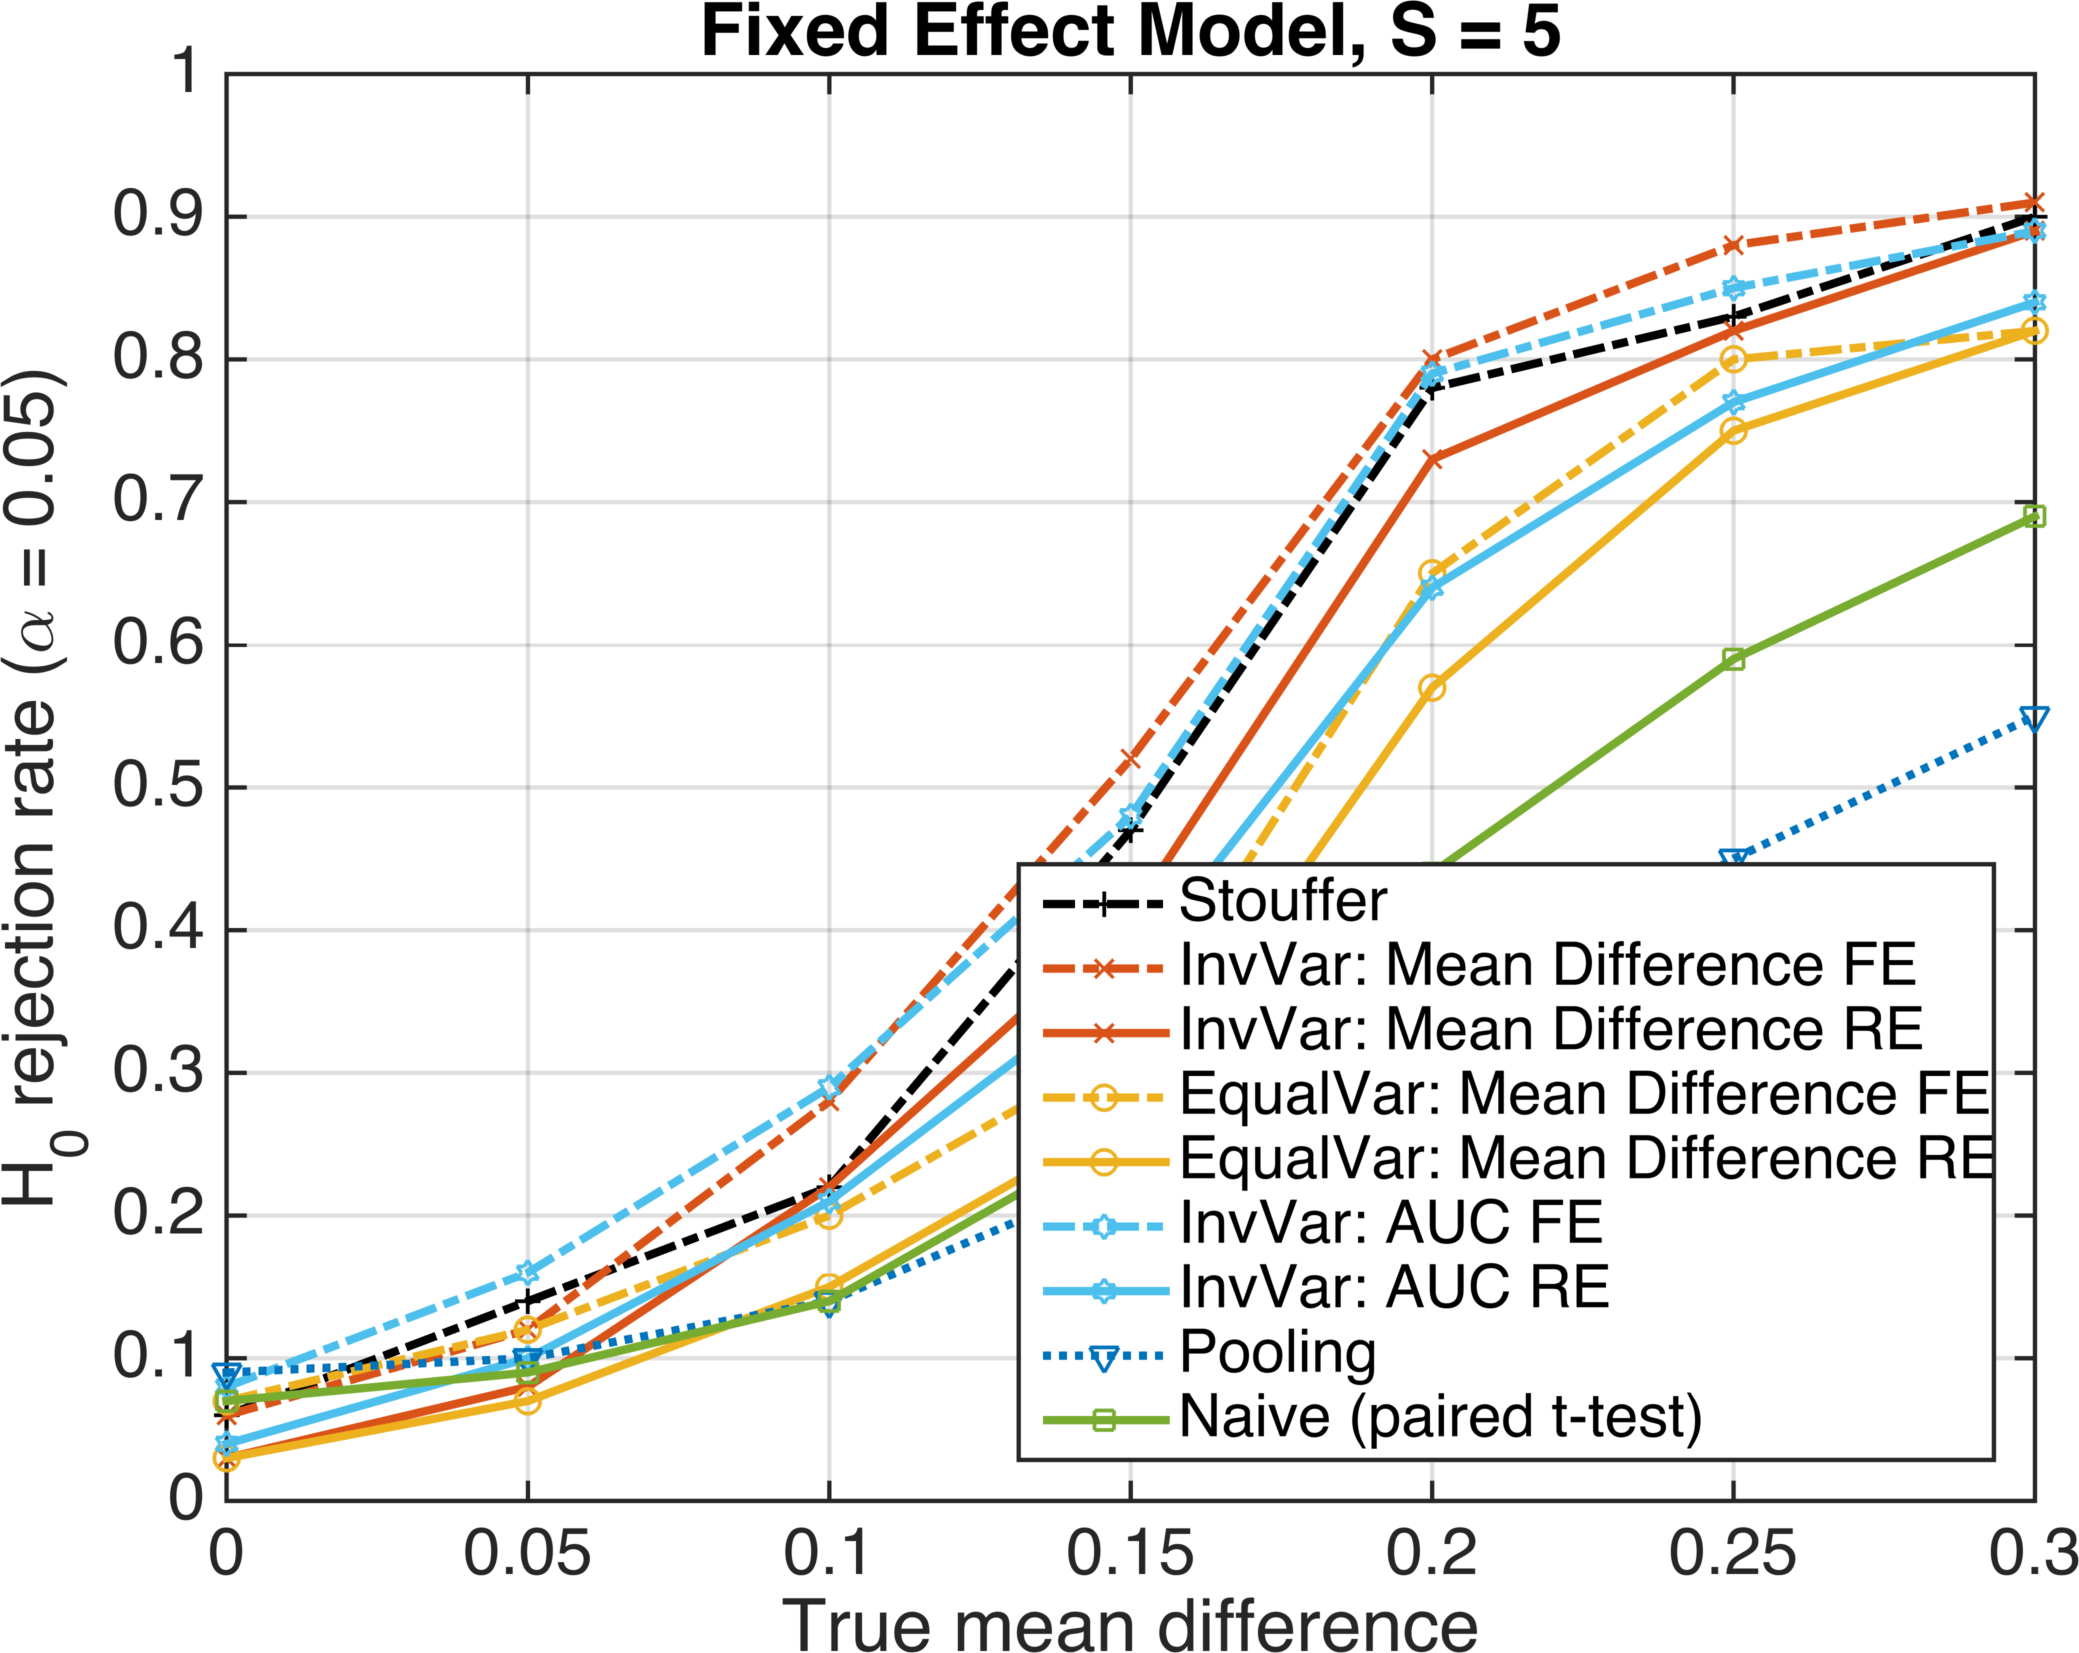 Fixed Effect Model, S = 5
H0 rejection rate (α = 0.05)
1
0.9
0.8
0.7
0.6
0.5
0.4
0.3
0.2
0.1
0
Stouffer
InvVar: Mean Difference FE
InvVar: Mean Difference RE
EqualVar: Mean Difference FE
EqualVar: Mean Difference RE
InvVar: AUC FE
InvVar: AUC RE
Pooling
Naive (paired t-test)
0 0.05 0.1 0.15 0.2 0.25 0.3
True mean difference